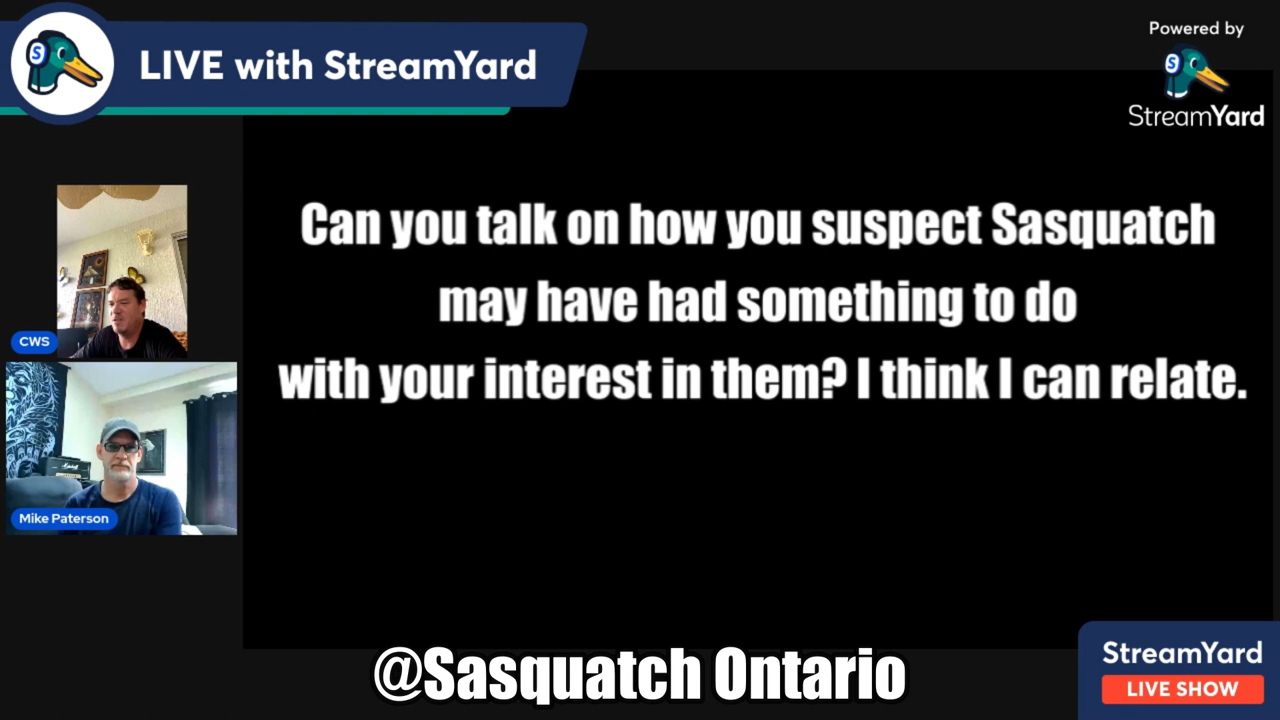 LIVE with StreamYard
Powered by
StreamYard
Can you talk on how you suspect Sasquatch
may have had something to do
with your interest in them? I think I can relate.
CWS
Mike Paterson
@Sasquatch Ontario
StreamYard
LIVE SHOW